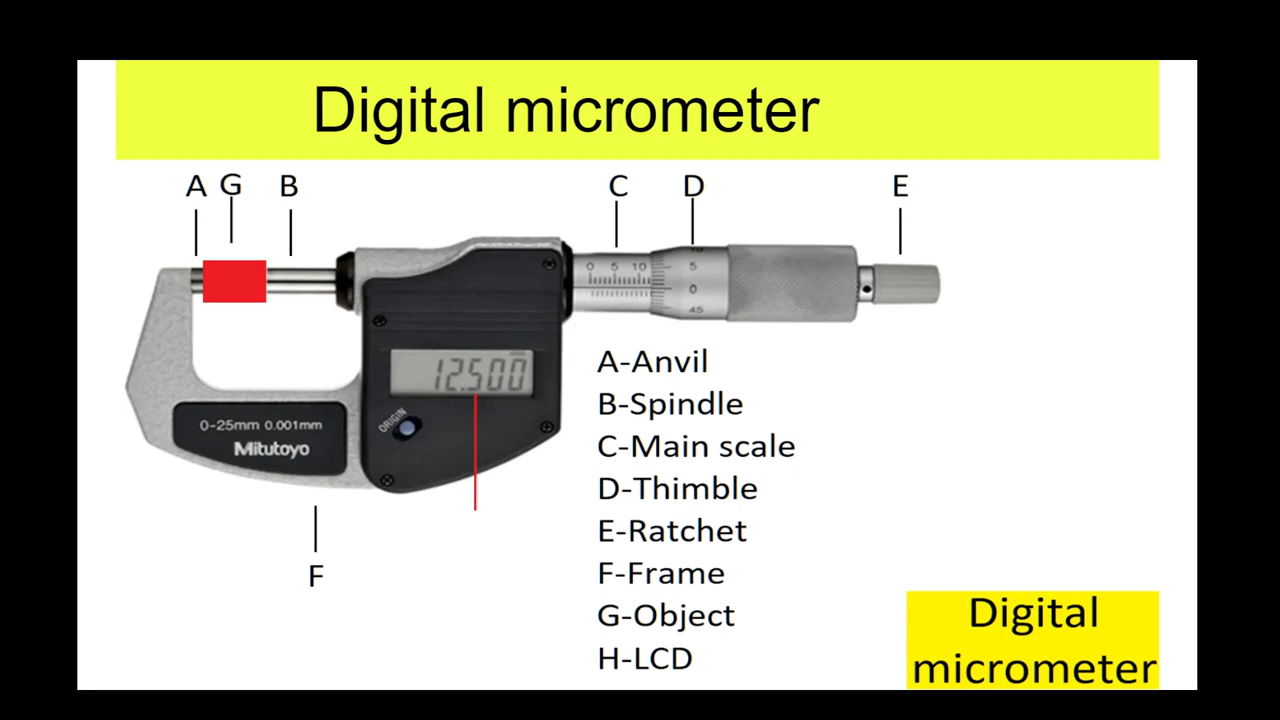 Digital micrometer
A G B C D E
0 5 10
10
5
0
45
12.500
ORIGIN
0-25mm 0.001mm
Mitutoyo
F
A-Anvil
B-Spindle
C-Main scale
D-Thimble
E-Ratchet
F-Frame
G-Object
H-LCD
Digital
micrometer